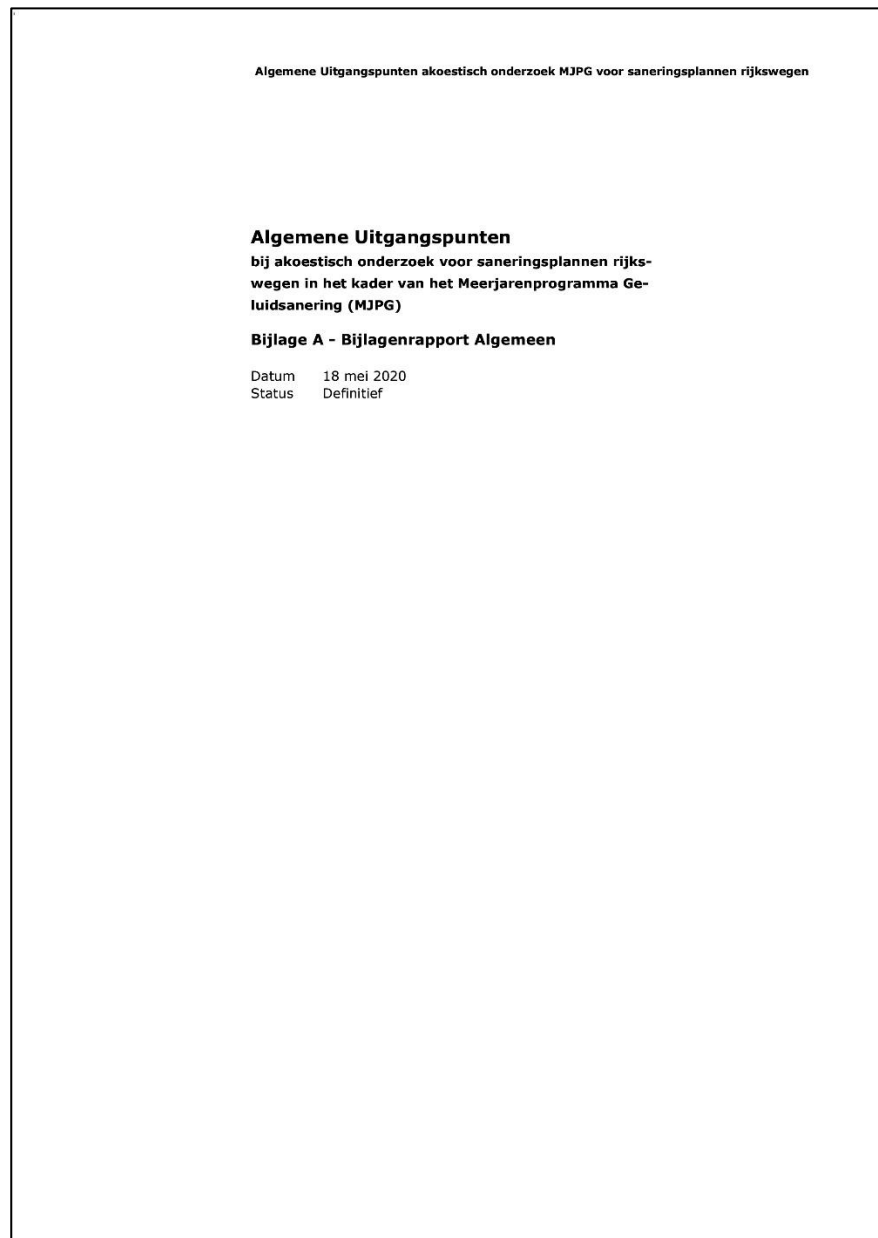 Algemene Uitgangspunten akoestisch onderzoek MJPG voor saneringsplannen rijkswegen
Algemene Uitgangspunten
bij akoestisch onderzoek voor saneringsplannen rijks-
wegen in het kader van het Meerjarenprogramma Ge-
luidsanering (MJPG)
Bijlage A - Bijlagenrapport Algemeen
Datum 18 mei 2020
Status Definitief